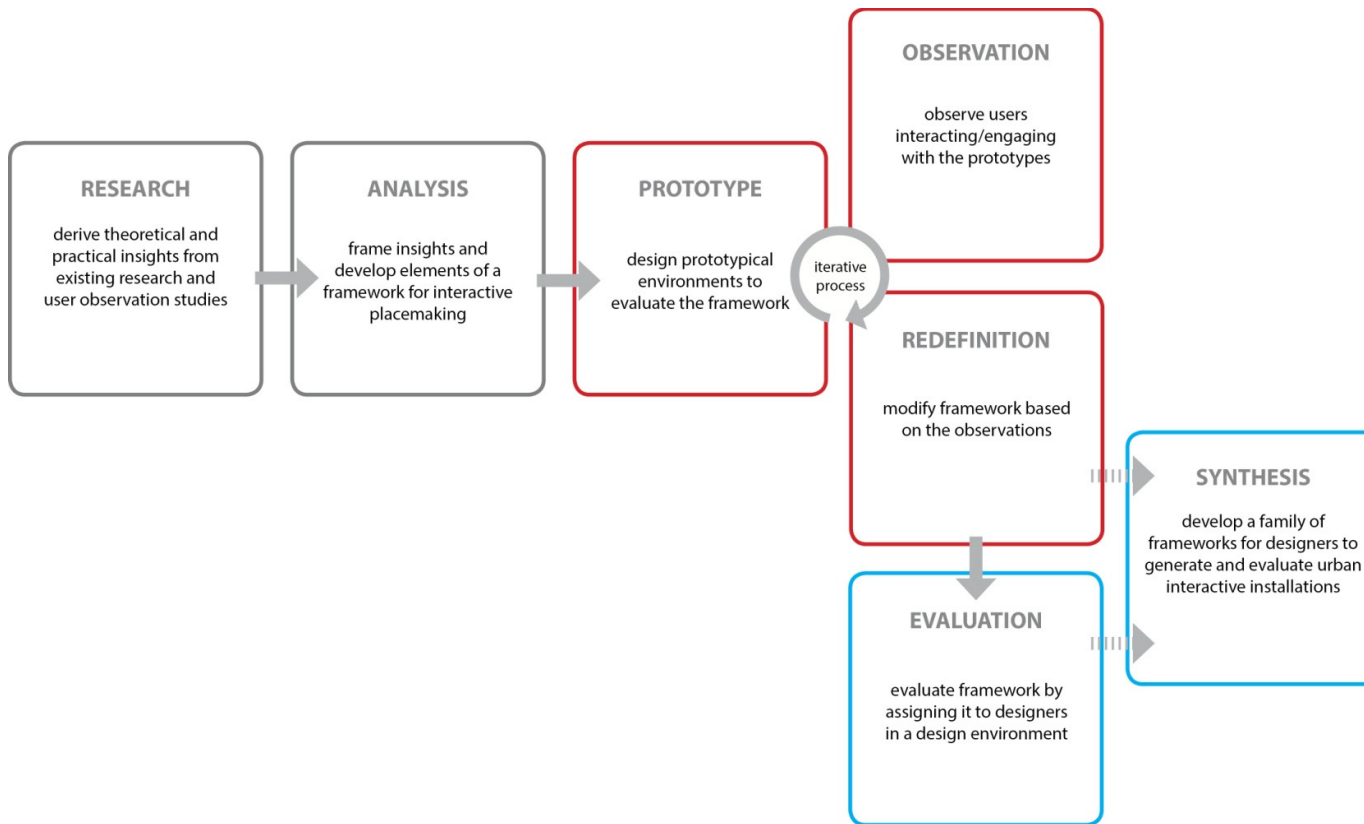 RESEARCH
derive theoretical and
practical insights from
existing research and
user observation studies
ANALYSIS
frame insights and
develop elements of a
framework for interactive
placemaking
PROTOTYPE
design prototypical
environments to
evaluate the framework
iterative
process
OBSERVATION
observe users
interacting/engaging
with the prototypes
REDEFINITION
modify framework based
on the observations
EVALUATION
evaluate framework by
assigning it to designers
in a design environment
SYNTHESIS
develop a family of
frameworks for designers to
generate and evaluate urban
interactive installations